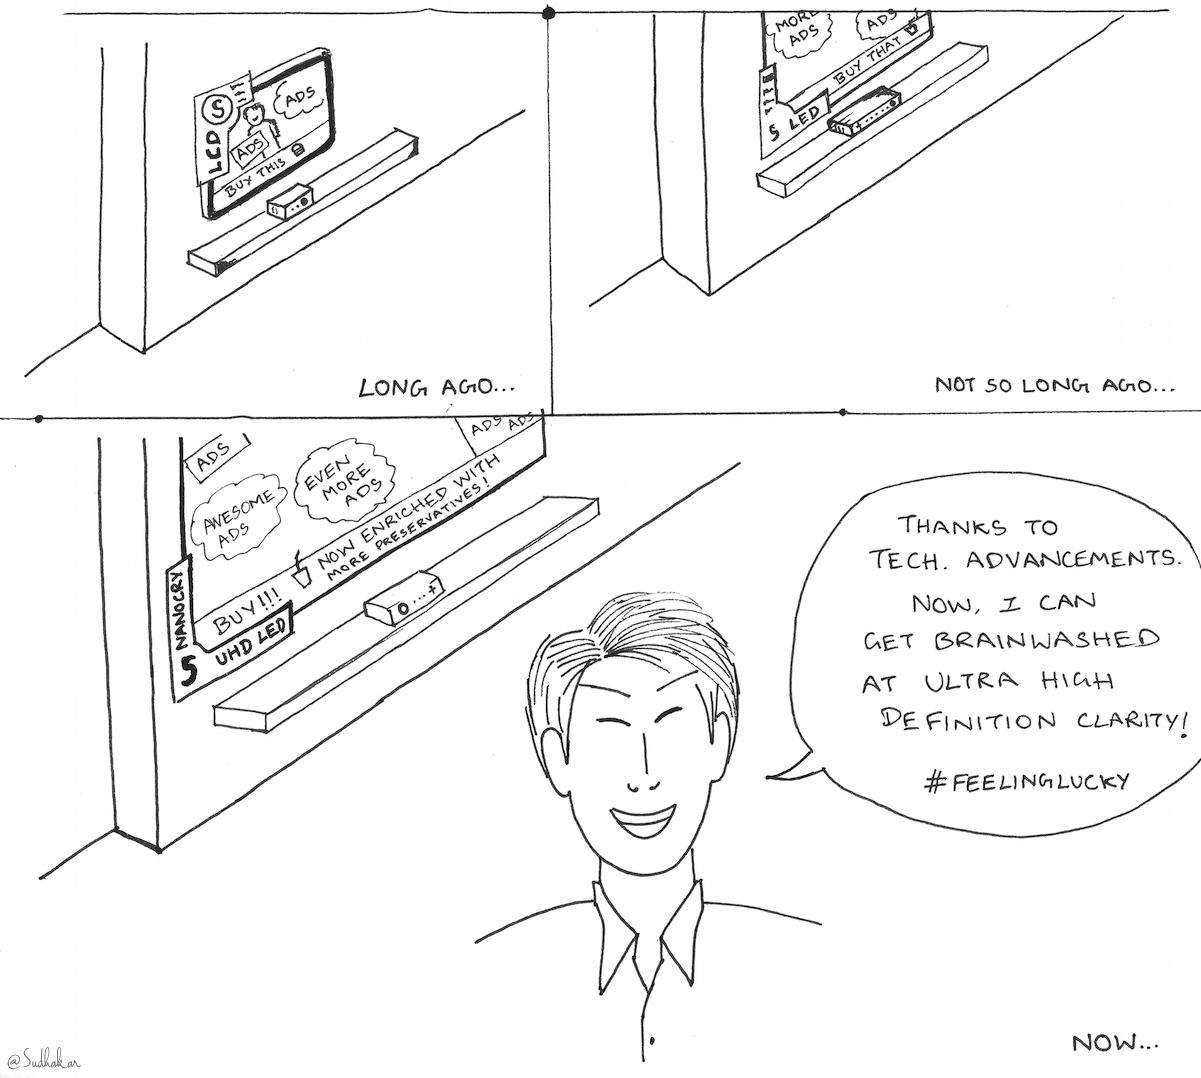 S
LCD
ADS
ADS
BUY THIS
LONG AGO...
MORE
ADS
ADS
BUY THAT
5 LED
NOT SO LONG AGO...
ADS
AWESOME
ADS
EVEN
MORE
ADS
ADS
ADS
BUY!!!
NOW ENRICHED WITH
MORE PRESERVATIVES!
NANOCRY
5 UHD LED
THANKS TO
TECH. ADVANCEMENTS.
NOW, I CAN
GET BRAINWASHED
AT ULTRA HIGH
DEFINITION CLARITY!
#FEELINGLUCKY
NOW...
@Sudhakar